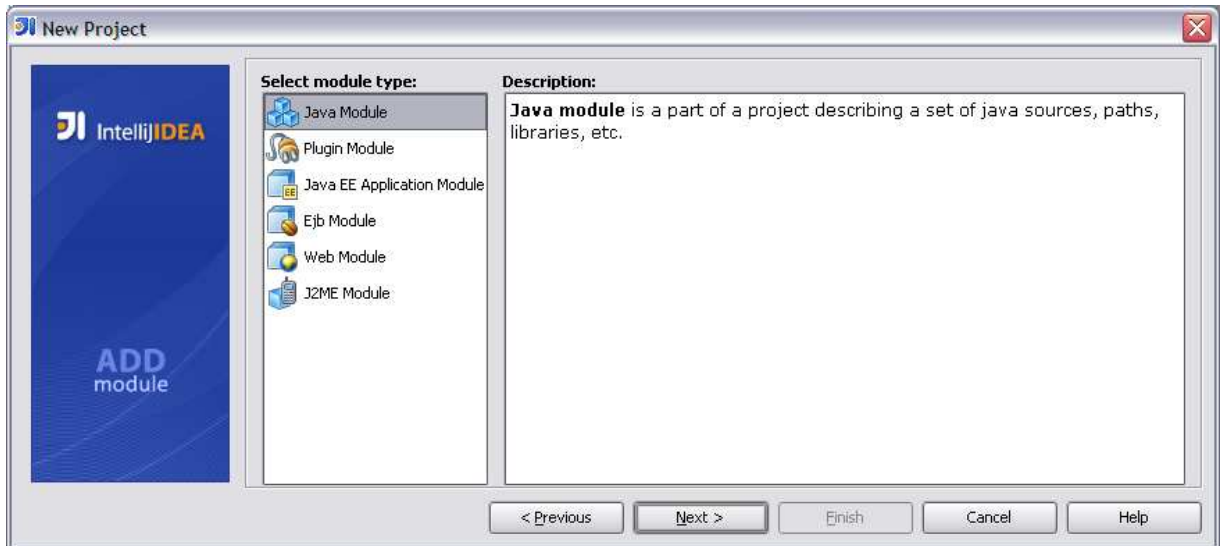 New Project
IntelliJIDEA
ADD
module
Select module type:
Java Module
Plugin Module
Java EE Application Module
EE
Ejb Module
Web Module
J2ME Module
Description:
Java module is a part of a project describing a set of java sources, paths,
libraries, etc.
< Previous
Next >
Finish
Cancel
Help